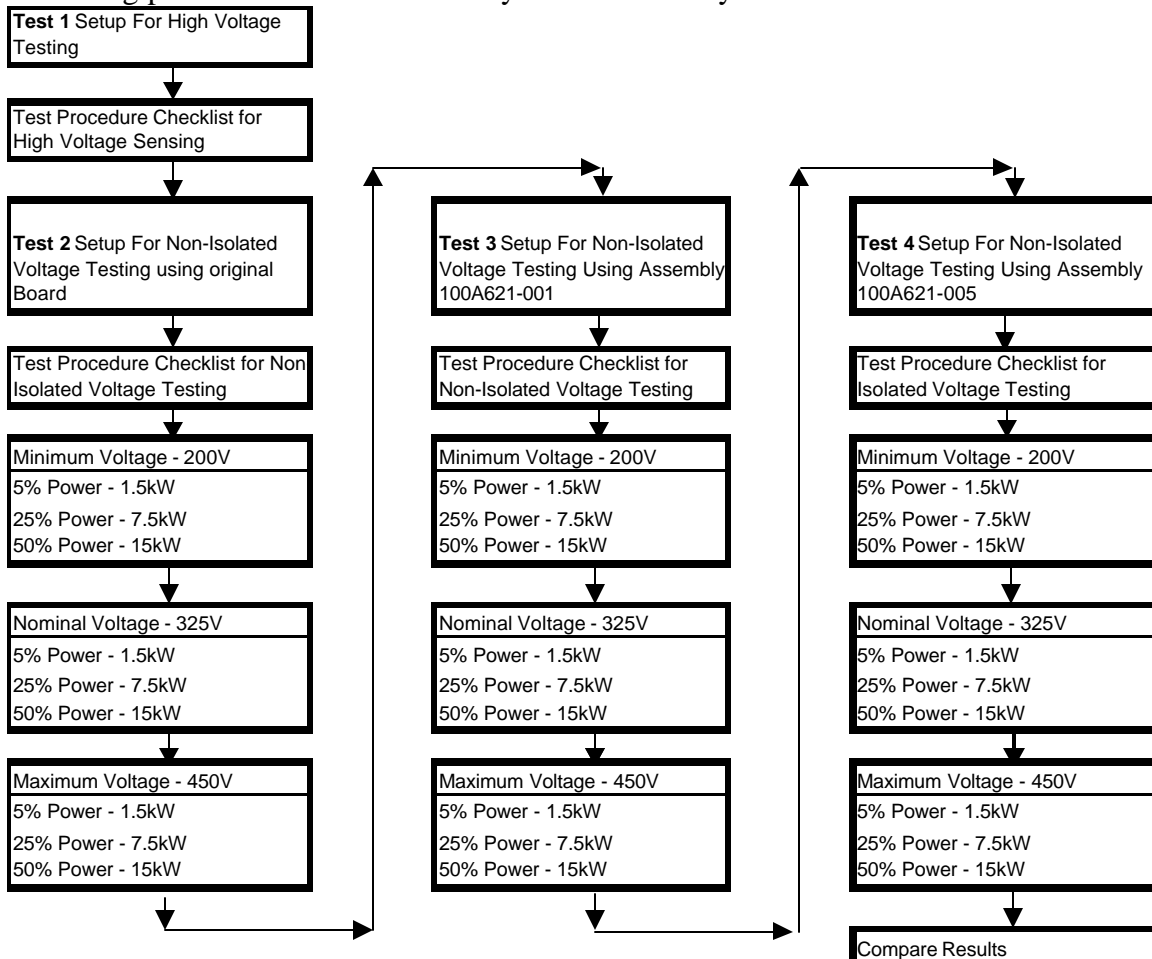 Test 1 Setup For High Voltage
Testing
Test Procedure Checklist for
High Voltage Sensing
Test 2 Setup For Non-Isolated
Voltage Testing using original
Board
Test Procedure Checklist for Non
Isolated Voltage Testing
Minimum Voltage - 200V
5% Power - 1.5kW
25% Power - 7.5kW
50% Power - 15kW
Nominal Voltage - 325V
5% Power - 1.5kW
25% Power - 7.5kW
50% Power - 15kW
Maximum Voltage - 450V
5% Power - 1.5kW
25% Power - 7.5kW
50% Power - 15kW
Test 3 Setup For Non-Isolated
Voltage Testing Using Assembly
100A621-001
Test Procedure Checklist for
Non-Isolated Voltage Testing
Minimum Voltage - 200V
5% Power - 1.5kW
25% Power - 7.5kW
50% Power - 15kW
Nominal Voltage - 325V
5% Power - 1.5kW
25% Power - 7.5kW
50% Power - 15kW
Maximum Voltage - 450V
5% Power - 1.5kW
25% Power - 7.5kW
50% Power - 15kW
Test 4 Setup For Non-Isolated
Voltage Testing Using Assembly
100A621-005
Test Procedure Checklist for
Isolated Voltage Testing
Minimum Voltage - 200V
5% Power - 1.5kW
25% Power - 7.5kW
50% Power - 15kW
Nominal Voltage - 325V
5% Power - 1.5kW
25% Power - 7.5kW
50% Power - 15kW
Maximum Voltage - 450V
5% Power - 1.5kW
25% Power - 7.5kW
50% Power - 15kW
Compare Results